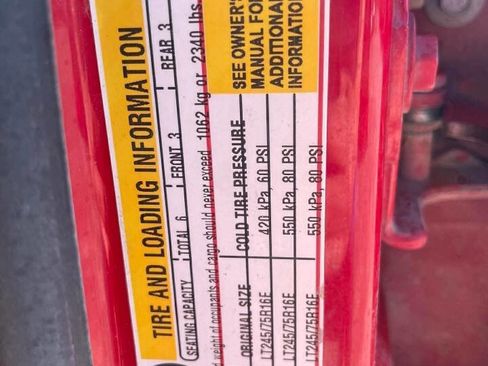 TIRE AND LOADING INFORMATION
SEATING CAPACITY TOTAL 6 FRONT 3 REAR 3
d weight of occupants and cargo should never exceed 1062 kg or 2340 lbs.
ORIGINAL SIZE COLD TIRE PRESSURE
LT245/75R16E 420 kPa, 60 PSI
LT245/75R16E 550 kPa, 80 PSI
LT245/75R16E 550 kPa, 80 PSI
SEE OWNER'S
MANUAL FOR
ADDITIONAL
INFORMATION